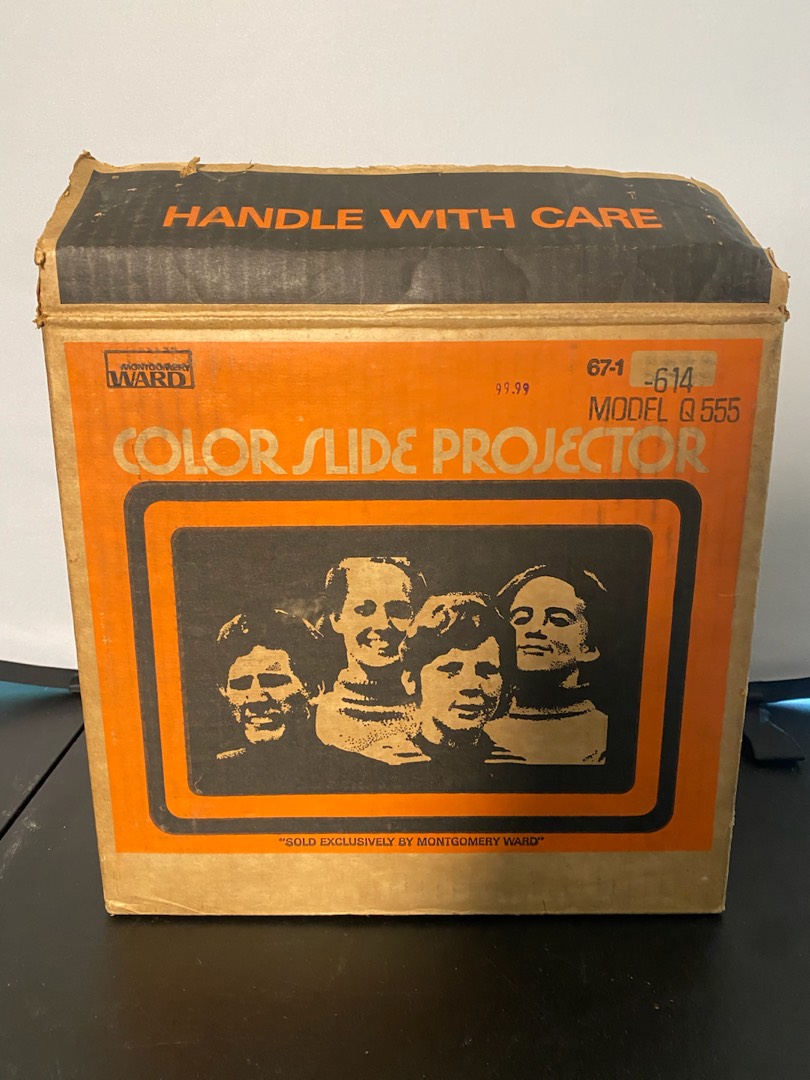 HANDLE WITH CARE
MONTGOMERY
WARD
99.99
67-1 -614
MODEL Q555
COLOR SLIDE PROJECTOR
"SOLD EXCLUSIVELY BY MONTGOMERY WARD"